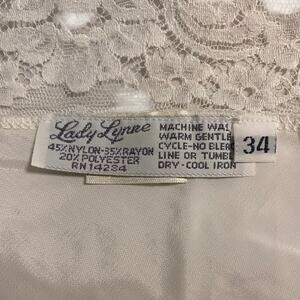 Lady Lynne
45% NYLON-35% RAYON
20% POLYESTER
RN 14284
MACHINE WAS
WARM GENTLE
CYCLE-NO BLEA
LINE OR TUMB
DRY-COOL IRON
34